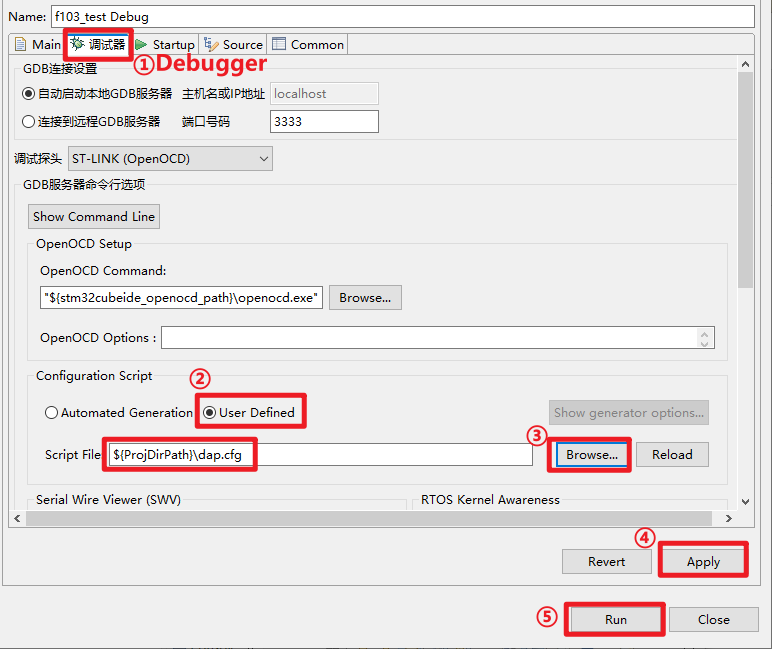 Name: f103_test Debug
Main 调试器 Startup Source Common
①Debugger
GDB连接设置
自动启动本地GDB服务器 主机名或IP地址 localhost
连接到远程GDB服务器 端口号码 3333
调试探头 ST-LINK (OpenOCD)
GDB服务器命令行选项
Show Command Line
OpenOCD Setup
OpenOCD Command:
"${stm32cubeide_openocd_path}\openocd.exe" Browse...
OpenOCD Options :
Configuration Script
②
Automated Generation User Defined Show generator options...
③
Script File: ${ProjDirPath}\dap.cfg Browse... Reload
Serial Wire Viewer (SWV) RTOS Kernel Awareness
④
Revert Apply
⑤ Run Close